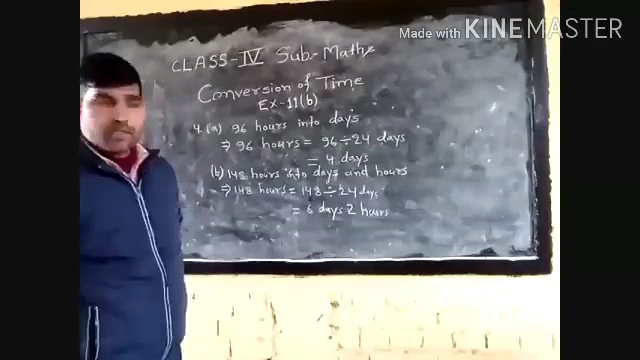 Made with KINEMASTER
CLASS-IV Sub.- Maths
Conversion of Time
Ex-11(b)
4.(a) 96 hours into days
⇒ 96 hours = 96 ÷ 24 days
= 4 days
(b) 148 hours into days and hours
⇒ 148 hours = 148 ÷ 24 days
= 6 days 2 hours